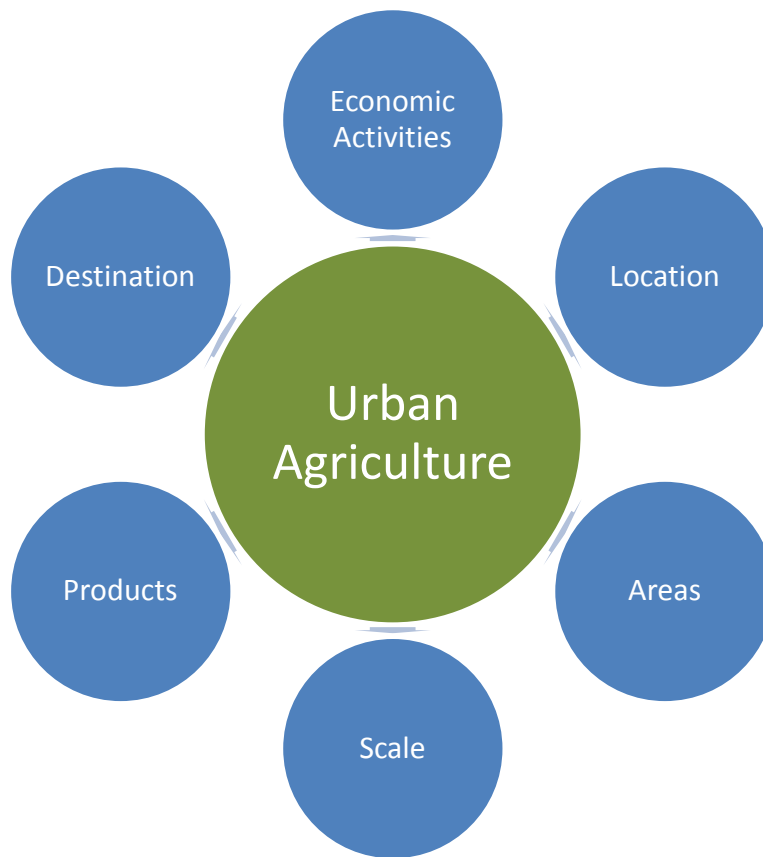 Economic
Activities
Destination
Location
Urban
Agriculture
Products
Areas
Scale